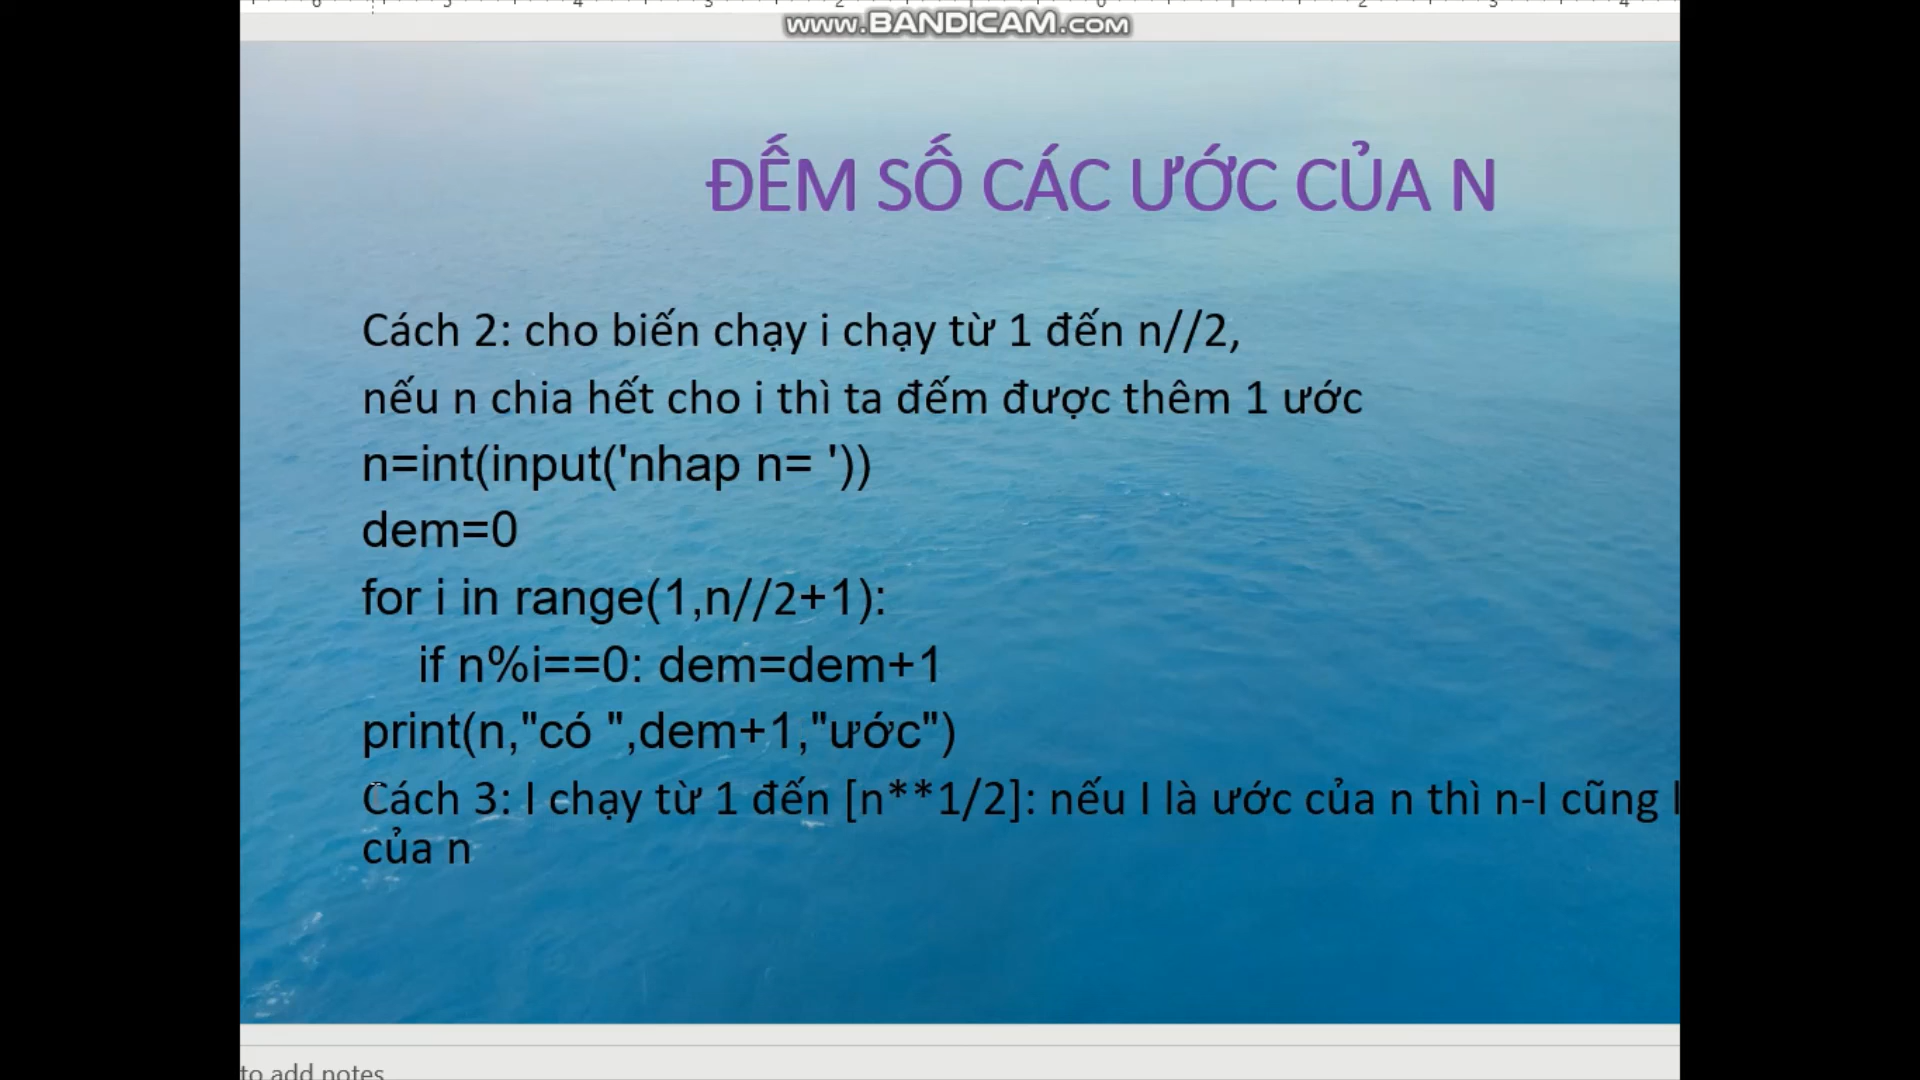 www.BANDICAM.com
ĐẾM SỐ CÁC ƯỚC CỦA N
Cách 2: cho biến chạy i chạy từ 1 đến n//2,
nếu n chia hết cho i thì ta đếm được thêm 1 ước
n=int(input('nhap n= '))
dem=0
for i in range(1,n//2+1):
if n%i==0: dem=dem+1
print(n,"có ",dem+1,"ước")
Cách 3: I chạy từ 1 đến [n**1/2]: nếu I là ước của n thì n-I cũng
của n
to add notes